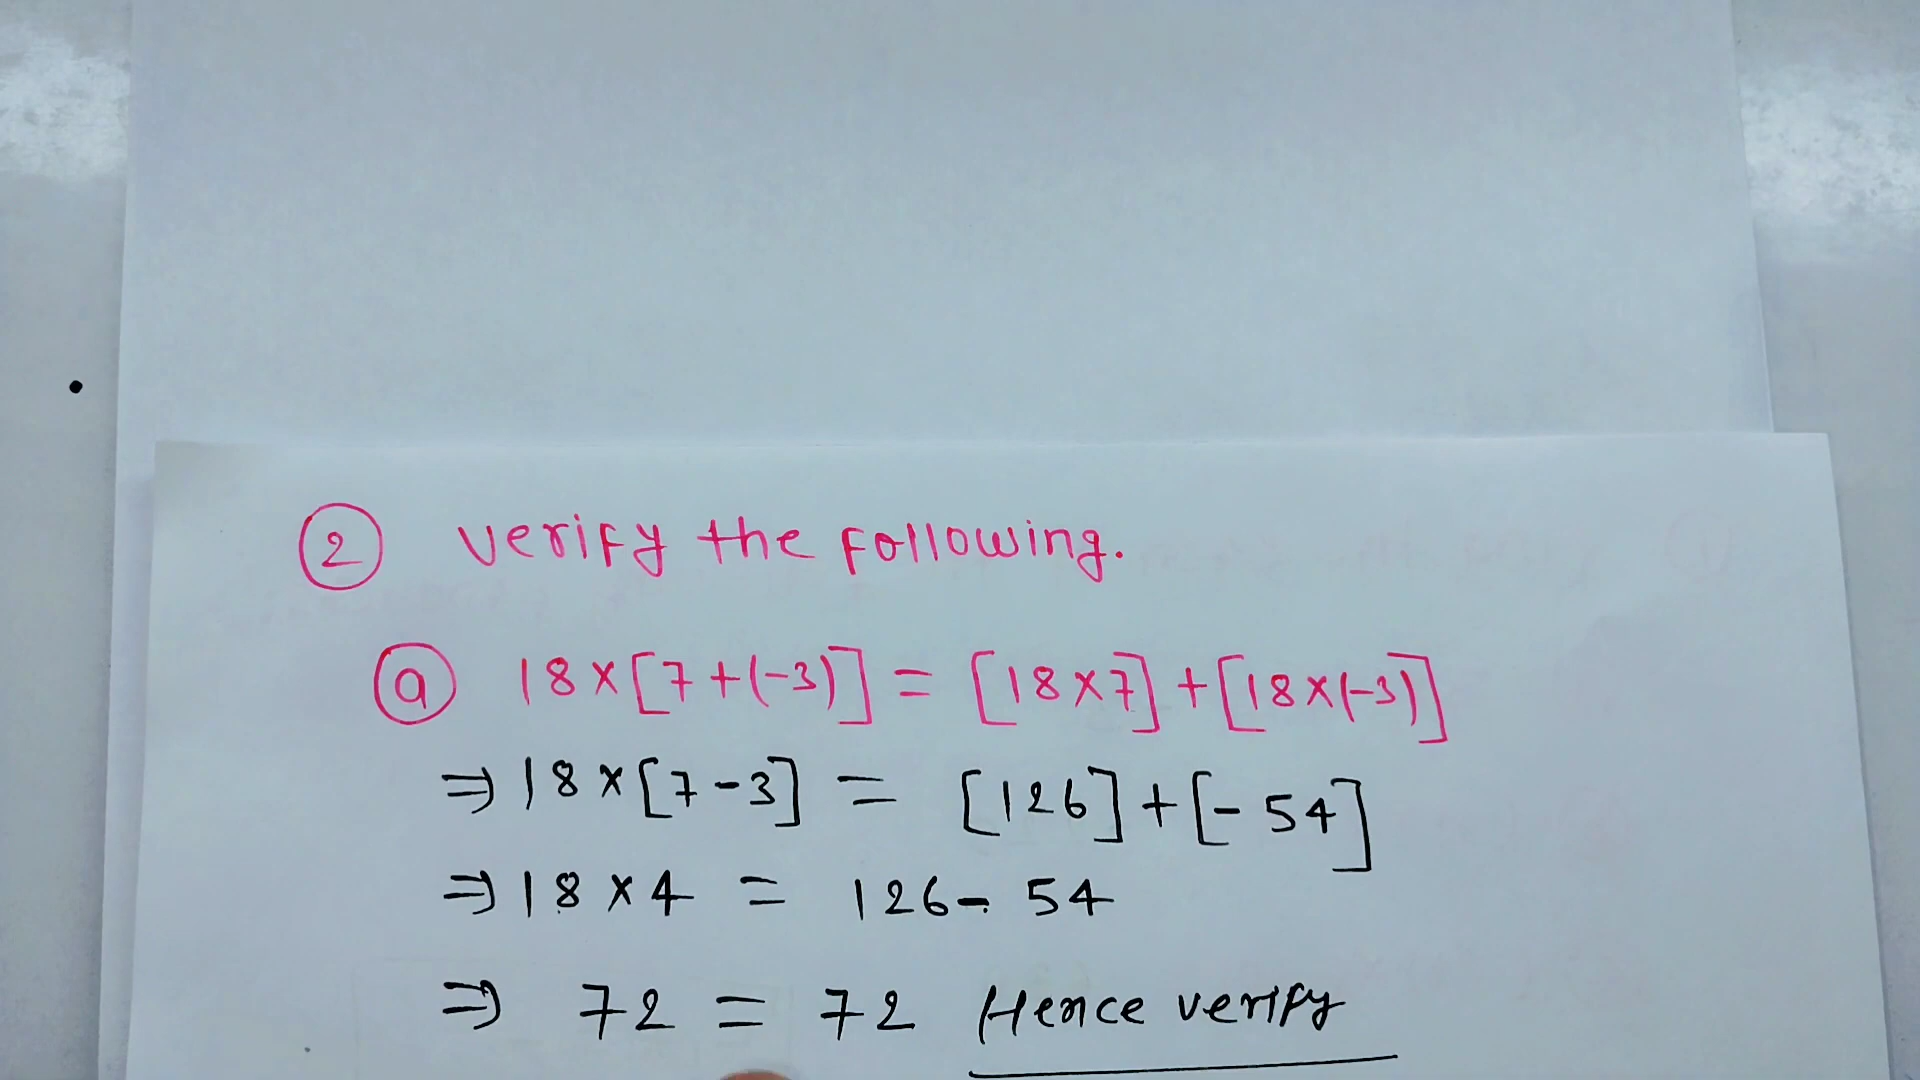 ② Verify the following.
ⓐ 18×[7+(-3)] = [18×7]+[18×(-3)]
⇒ 18×[7-3] = [126]+[-54]
⇒ 18×4 = 126-54
⇒ 72 = 72 Hence verify